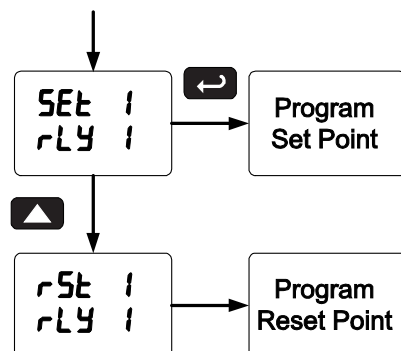 SEt 1
rLY 1
Program
Set Point
rSt 1
rLY 1
Program
Reset Point